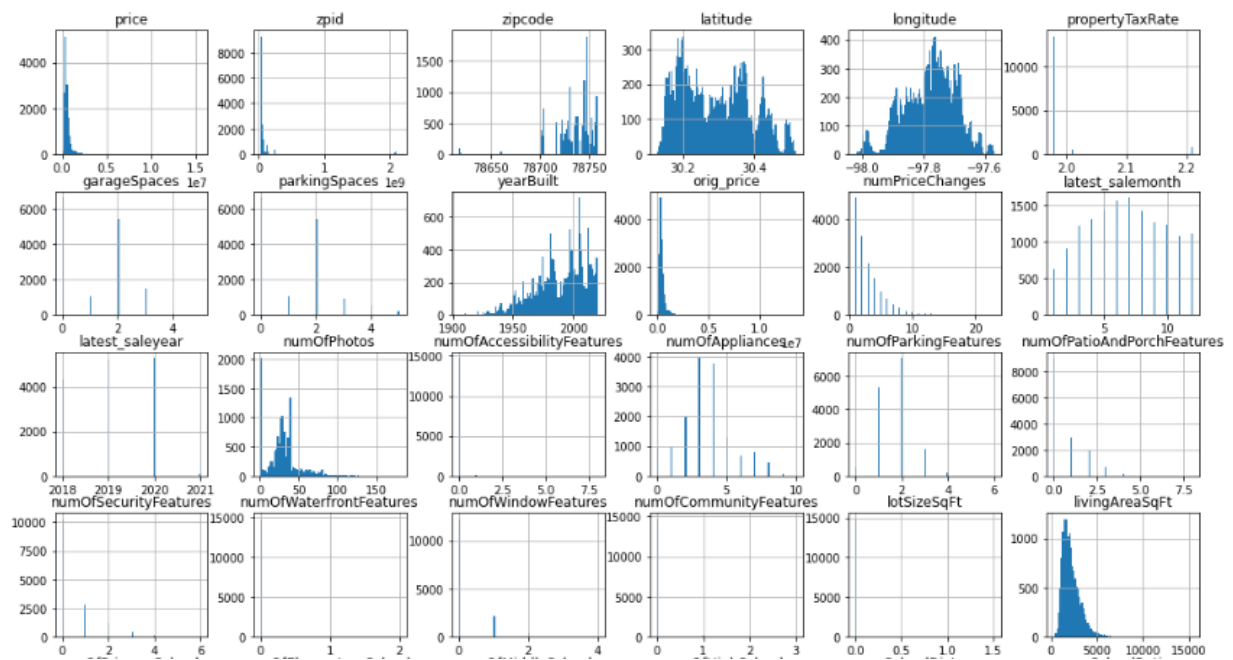 price zpid zipcode latitude longitude propertyTaxRate
4000 2000 0
8000 6000 4000 2000 0
1500 1000 500 0
300 200 100 0
400 300 200 100 0
10000 5000 0
0.0 0.5 1.0 1.5
0 1 2
78650 78700 78750
30.2 30.4
−98.0 −97.8 −97.6
2.0 2.1 2.2
garageSpaces 1e7 parkingSpaces 1e9 yearBuilt orig_price numPriceChanges latest_salemonth
6000 4000 2000 0
6000 4000 2000 0
600 400 200 0
4000 2000 0
5000 4000 3000 2000 1000 0
1500 1000 500 0
0 2 4
0 2 4
1900 1950 2000
0.0 0.5 1.0
0 10 20
5 10
latest_saleyear numOfPhotos numOfAccessibilityFeatures numOfAppliances 1e7 numOfParkingFeatures numOfPatioAndPorchFeatures
4000 2000 0
2000 1500 1000 500 0
15000 10000 5000 0
4000 3000 2000 1000 0
6000 4000 2000 0
8000 6000 4000 2000 0
2018 2019 2020 2021
0 50 100 150
0.0 2.5 5.0 7.5
0 5 10
0 2 4 6
0.0 2.5 5.0 7.5
numOfSecurityFeatures numOfWaterfrontFeatures numOfWindowFeatures numOfCommunityFeatures lotSizeSqFt livingAreaSqFt
10000 7500 5000 2500 0
15000 10000 5000 0
10000 5000 0
15000 10000 5000 0
15000 10000 5000 0
1000 500 0
0 2 4 6
0 1 2
0 2 4
0 1 2 3
0.0 0.5 1.0 1.5
0 5000 10000 15000